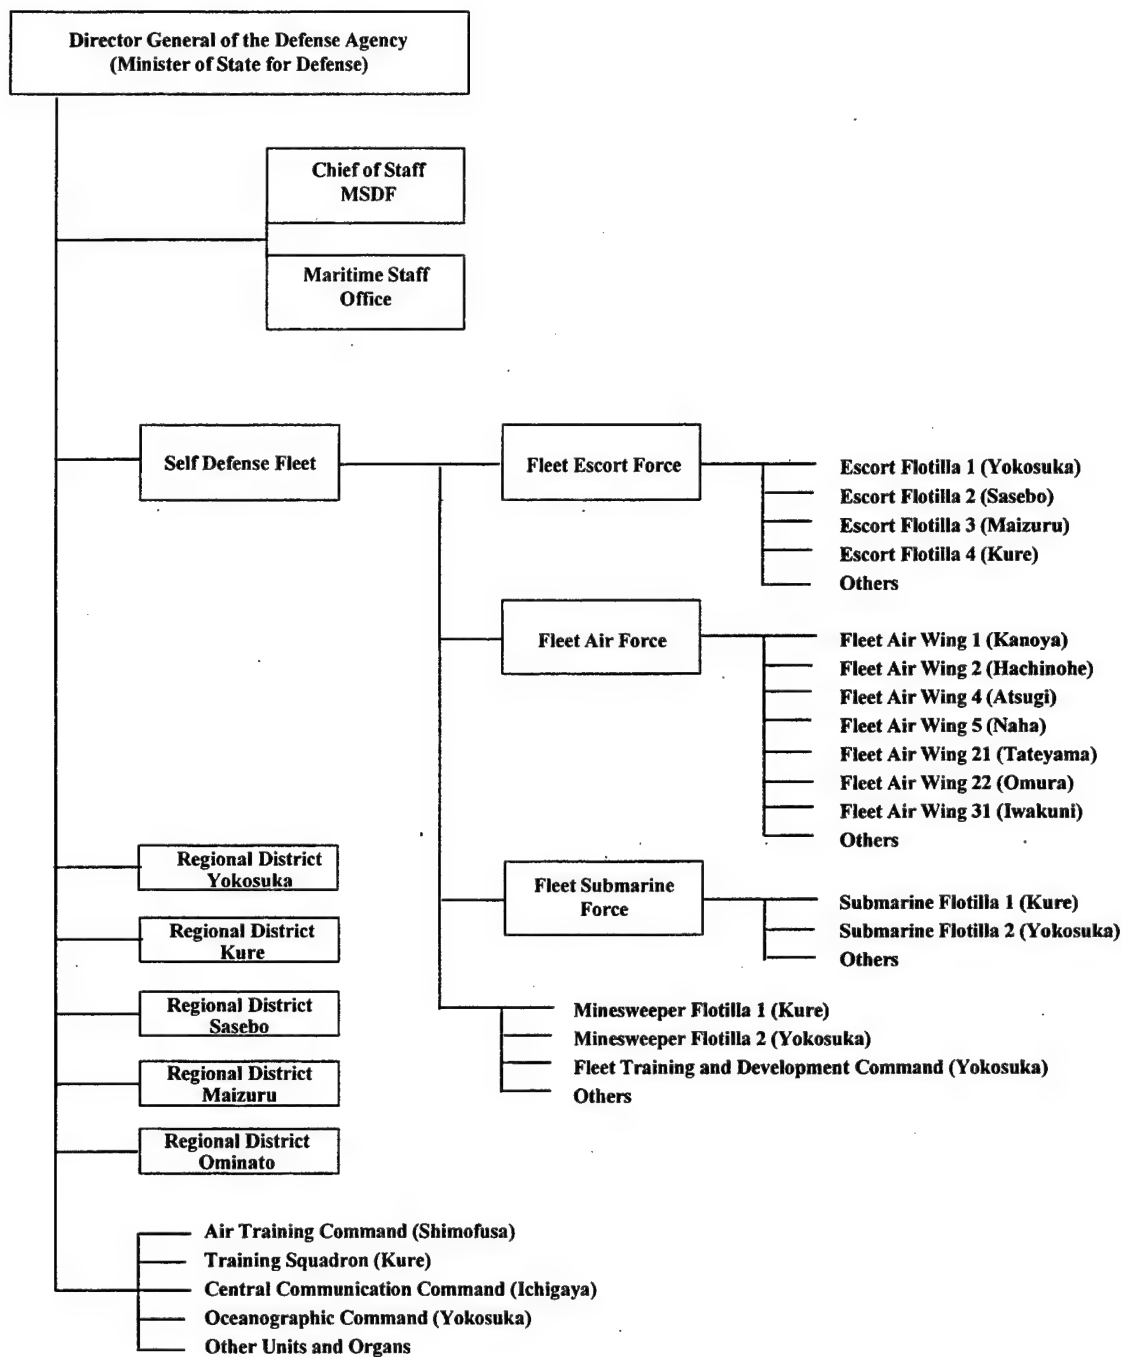 Director General of the Defense Agency
(Minister of State for Defense)
Chief of Staff
MSDF
Maritime Staff
Office
Self Defense Fleet
Fleet Escort Force
Escort Flotilla 1 (Yokosuka)
Escort Flotilla 2 (Sasebo)
Escort Flotilla 3 (Maizuru)
Escort Flotilla 4 (Kure)
Others
Fleet Air Force
Fleet Air Wing 1 (Kanoya)
Fleet Air Wing 2 (Hachinohe)
Fleet Air Wing 4 (Atsugi)
Fleet Air Wing 5 (Naha)
Fleet Air Wing 21 (Tateyama)
Fleet Air Wing 22 (Omura)
Fleet Air Wing 31 (Iwakuni)
Others
Fleet Submarine
Force
Submarine Flotilla 1 (Kure)
Submarine Flotilla 2 (Yokosuka)
Others
Minesweeper Flotilla 1 (Kure)
Minesweeper Flotilla 2 (Yokosuka)
Fleet Training and Development Command (Yokosuka)
Others
Regional District
Yokosuka
Regional District
Kure
Regional District
Sasebo
Regional District
Maizuru
Regional District
Ominato
Air Training Command (Shimofusa)
Training Squadron (Kure)
Central Communication Command (Ichigaya)
Oceanographic Command (Yokosuka)
Other Units and Organs